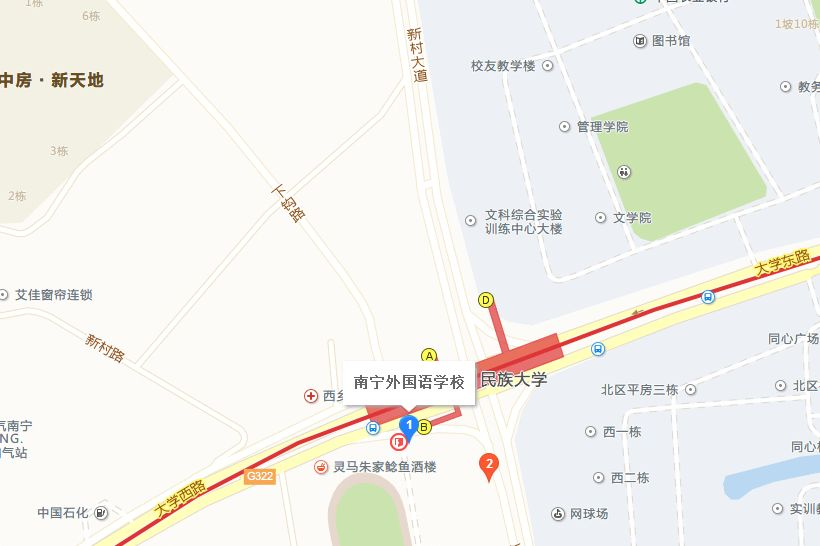 1栋
6栋
1坡10栋
新村大道
图书馆
校友教学楼
中房·新天地
教务
管理学院
3栋
2栋
下钧路
文科综合实验
训练中心大楼
文学院
大学东路
D
艾佳窗帘连锁
新村路
A
同心广场
南宁外国语学校
民族大学
西乡
北区平房三栋
北区
1
B
气南宁
NG.
西一栋
同心
灵马朱家鲶鱼酒楼
2
G322
西二栋
大学西路
中国石化
网球场
实训